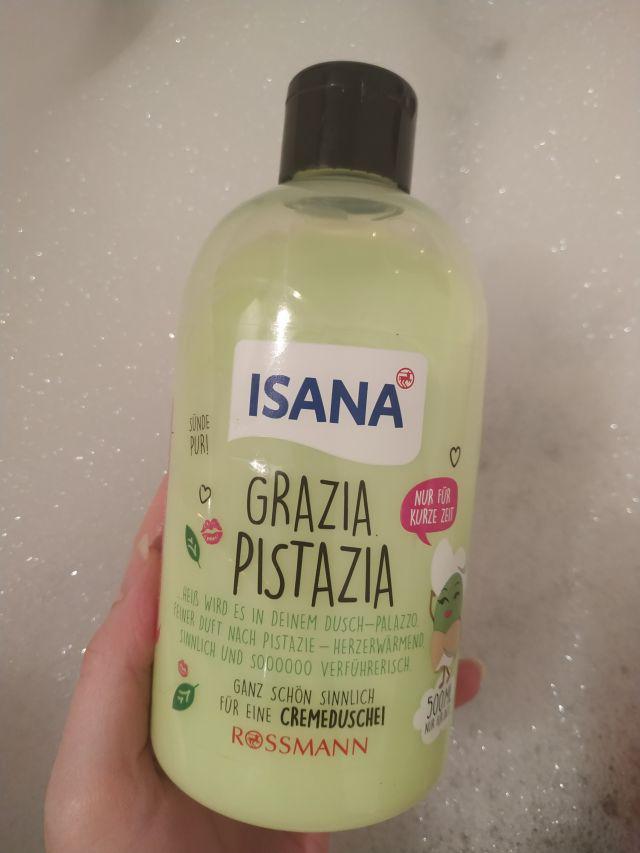 ISANA
SÜNDE
PUR!
GRAZIA
PISTAZIA
NUR FÜR
KURZE ZEIT
...HEIß WIRD ES IN DEINEM DUSCH-PALAZZO.
FEINER DUFT NACH PISTAZIE – HERZERWÄRMEND,
SINNLICH UND SOOOOOO VERFÜHRERISCH.
GANZ SCHÖN SINNLICH
FÜR EINE CREMEDUSCHE!
500 M
ROSSMANN